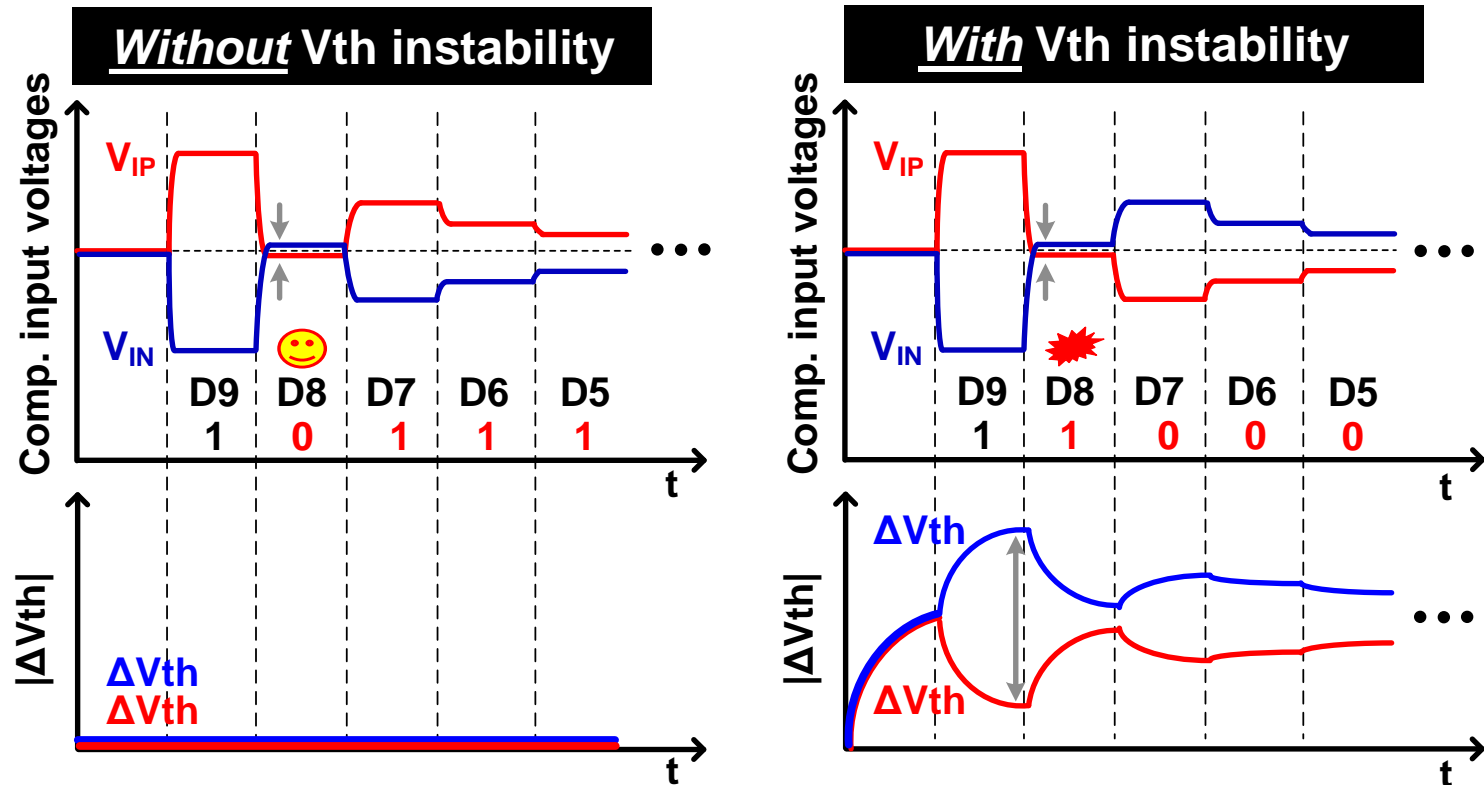 Without Vth instability
Comp. input voltages
VIP
VIN
D9 D8 D7 D6 D5
1 0 1 1 1
t
|ΔVth|
ΔVth
ΔVth
t
With Vth instability
Comp. input voltages
VIP
VIN
D9 D8 D7 D6 D5
1 1 0 0 0
t
|ΔVth|
ΔVth
ΔVth
t